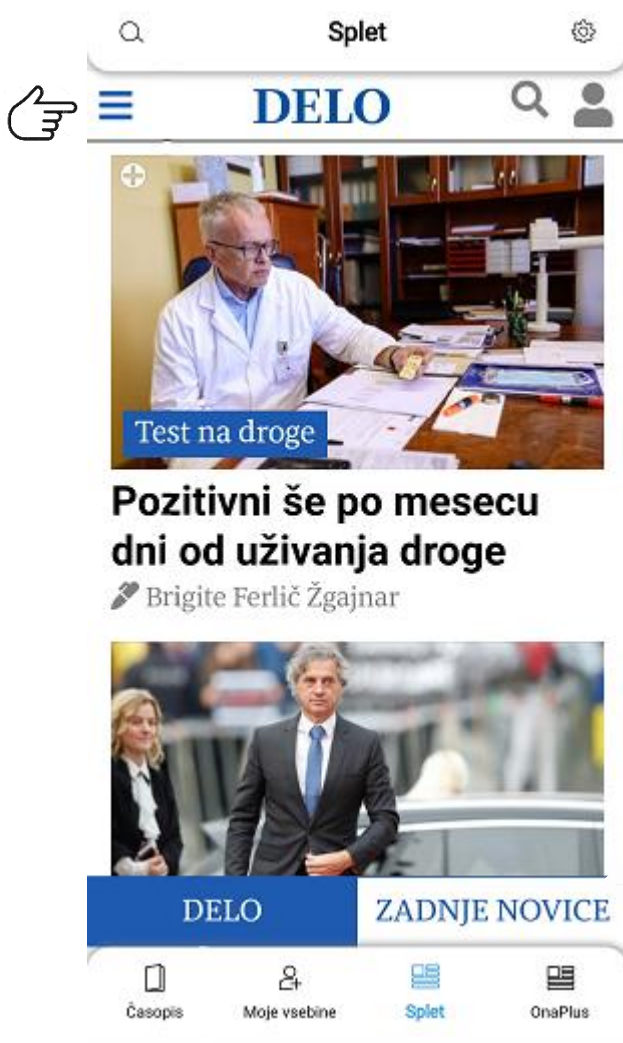 Splet
DELO
Test na droge
Pozitivni še po mesecu
dni od uživanja droge
Brigite Ferlič Žgajnar
DELO
ZADNJE NOVICE
Časopis
Moje vsebine
Splet
OnaPlus